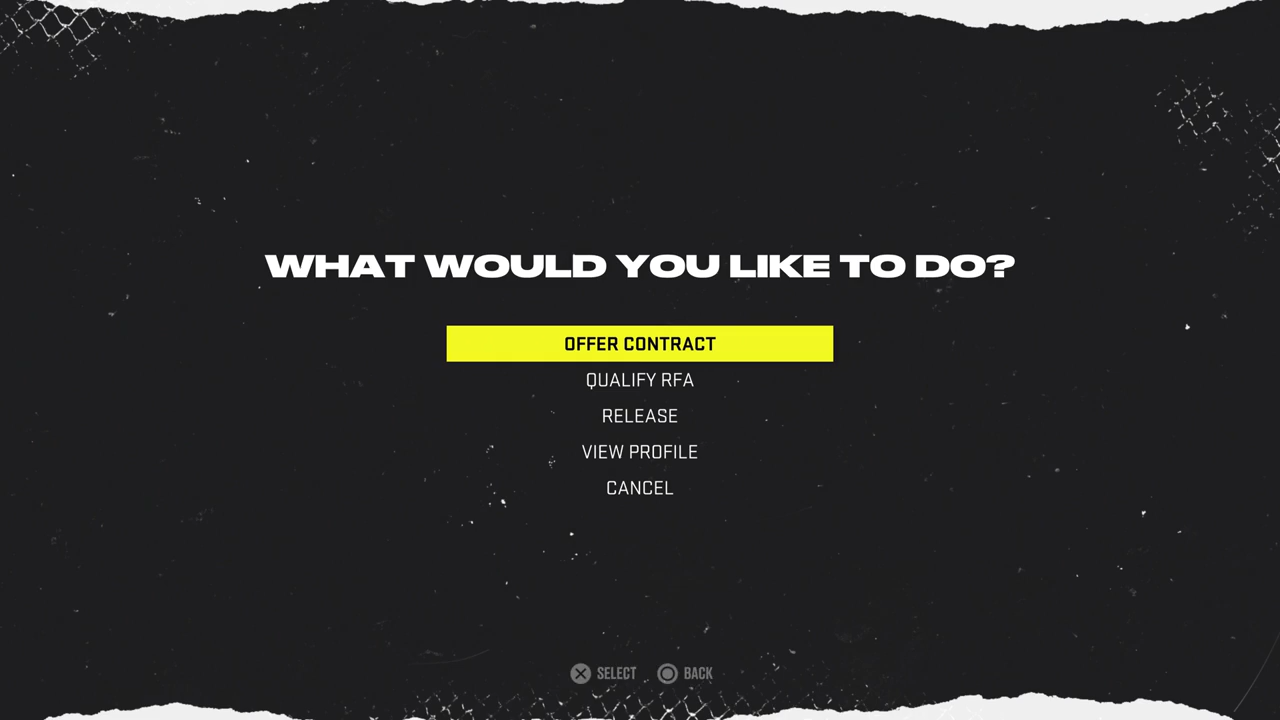 WHAT WOULD YOU LIKE TO DO?
OFFER CONTRACT
QUALIFY RFA
RELEASE
VIEW PROFILE
CANCEL
SELECT BACK